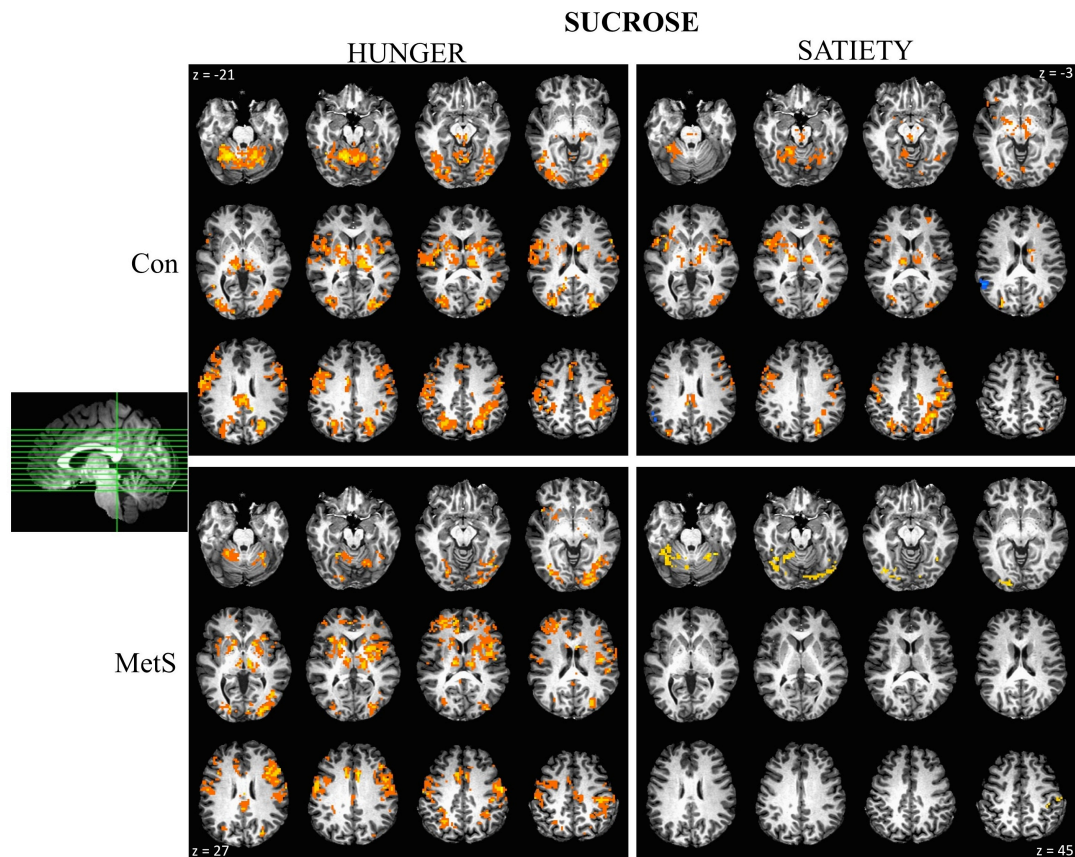 SUCROSE
HUNGER
SATIETY
z = -21
z = -3
Con
MetS
z = 27
z = 45